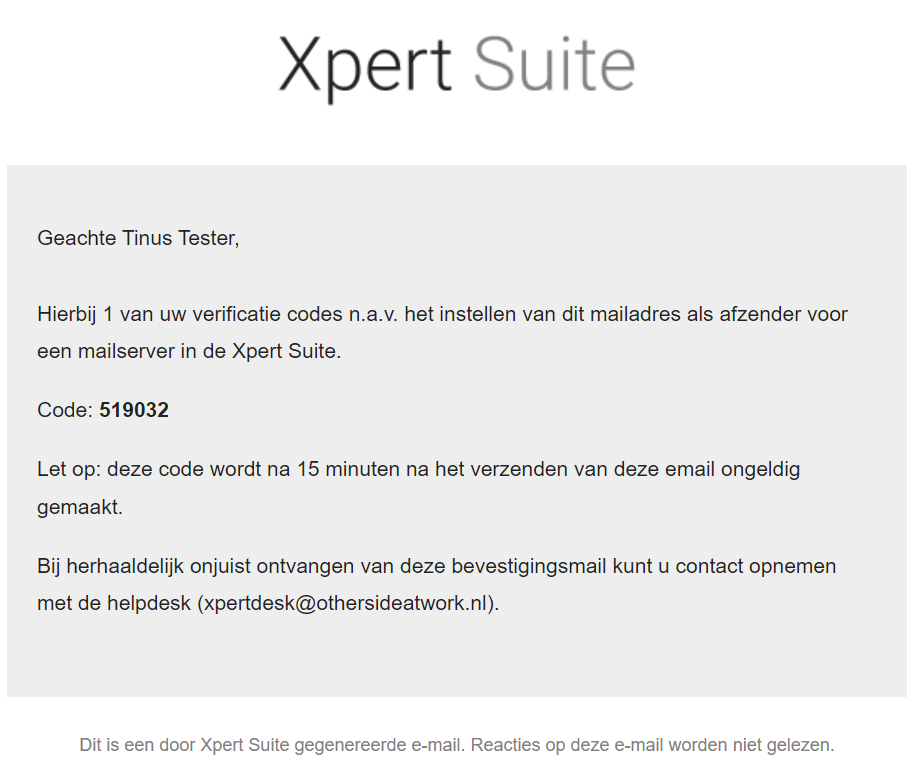 Xpert Suite
Geachte Tinus Tester,
Hierbij 1 van uw verificatie codes n.a.v. het instellen van dit mailadres als afzender voor
een mailserver in de Xpert Suite.
Code: 519032
Let op: deze code wordt na 15 minuten na het verzenden van deze email ongeldig
gemaakt.
Bij herhaaldelijk onjuist ontvangen van deze bevestigingsmail kunt u contact opnemen
met de helpdesk (xpertdesk@othersideatwork.nl).
Dit is een door Xpert Suite gegenereerde e-mail. Reacties op deze e-mail worden niet gelezen.